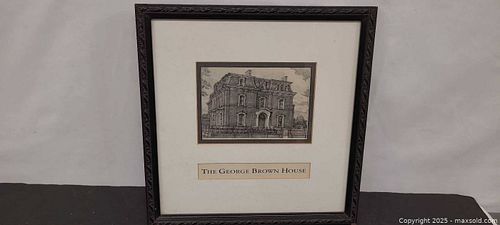 THE GEORGE BROWN HOUSE
Copyright © 2025 - maxsold.com